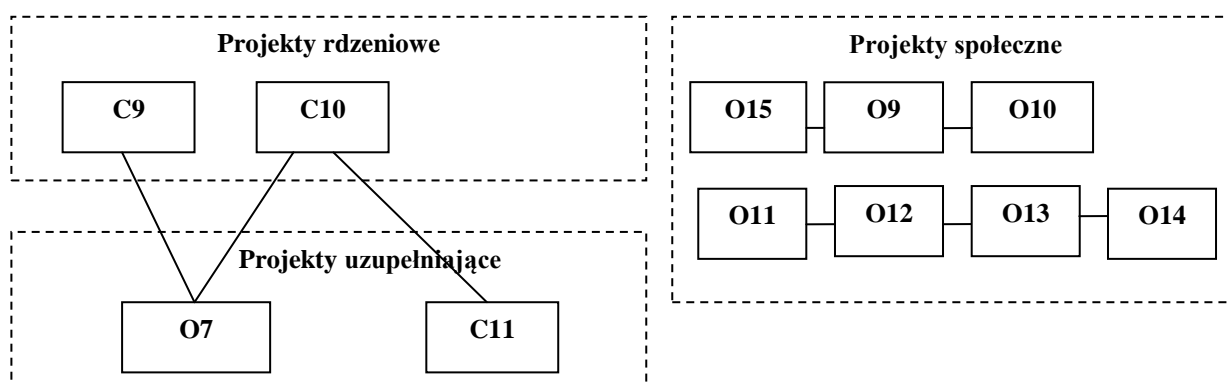 Projekty rdzeniowe
C9 C10
Projekty uzupełniające
O7 C11
Projekty społeczne
O15 O9 O10
O11 O12 O13 O14